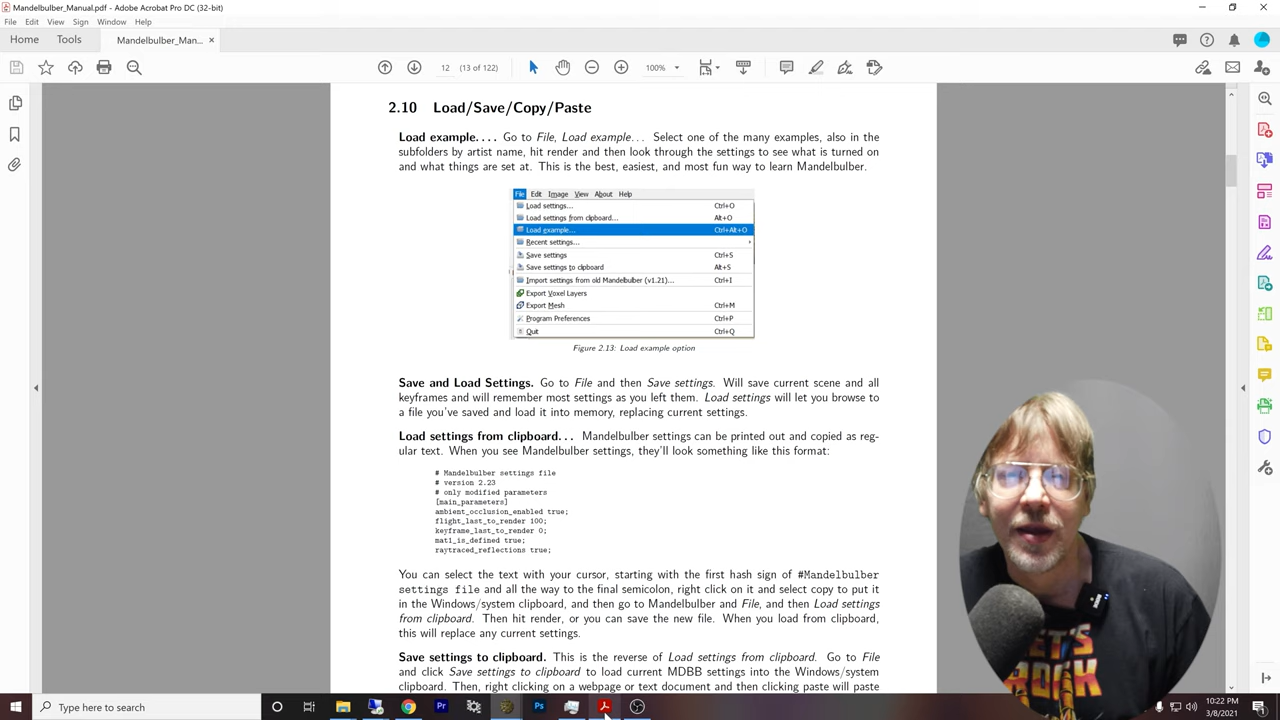 Mandelbulber_Manual.pdf - Adobe Acrobat Pro DC (32-bit)
File Edit View Sign Window Help
Home Tools Mandelbulber_Man... ×
12 (13 of 122) 100%
2.10 Load/Save/Copy/Paste
Load example.... Go to File, Load example... Select one of the many examples, also in the
subfolders by artist name, hit render and then look through the settings to see what is turned on
and what things are set at. This is the best, easiest, and most fun way to learn Mandelbulber.
File Edit Image View About Help
Load settings... Ctrl+O
Load settings from clipboard... Alt+O
Load example... Ctrl+Alt+O
Recent settings...
Save settings Ctrl+S
Save settings to clipboard Alt+S
Import settings from old Mandelbulber (v1.21)... Ctrl+I
Export Voxel Layers
Export Mesh Ctrl+M
Program Preferences Ctrl+P
Quit Ctrl+Q
Figure 2.13: Load example option
Save and Load Settings. Go to File and then Save settings. Will save current scene and all
keyframes and will remember most settings as you left them. Load settings will let you browse to
a file you've saved and load it into memory, replacing current settings.
Load settings from clipboard... Mandelbulber settings can be printed out and copied as reg-
ular text. When you see Mandelbulber settings, they'll look something like this format:
# Mandelbulber settings file
# version 2.23
# only modified parameters
[main_parameters]
ambient_occlusion_enabled true;
flight_last_to_render 100;
keyframe_last_to_render 0;
mat1_is_defined true;
raytraced_reflections true;
You can select the text with your cursor, starting with the first hash sign of #Mandelbulber
settings file and all the way to the final semicolon, right click on it and select copy to put it
in the Windows/system clipboard, and then go to Mandelbulber and File, and then Load settings
from clipboard. Then hit render, or you can save the new file. When you load from clipboard,
this will replace any current settings.
Save settings to clipboard. This is the reverse of Load settings from clipboard. Go to File
and click Save settings to clipboard to load current MDBB settings into the Windows/system
clipboard. Then, right clicking on a webpage or text document and then clicking paste will paste
LET'S
ROCK
Type here to search
Pr
Ps
10:22 PM
3/8/2021